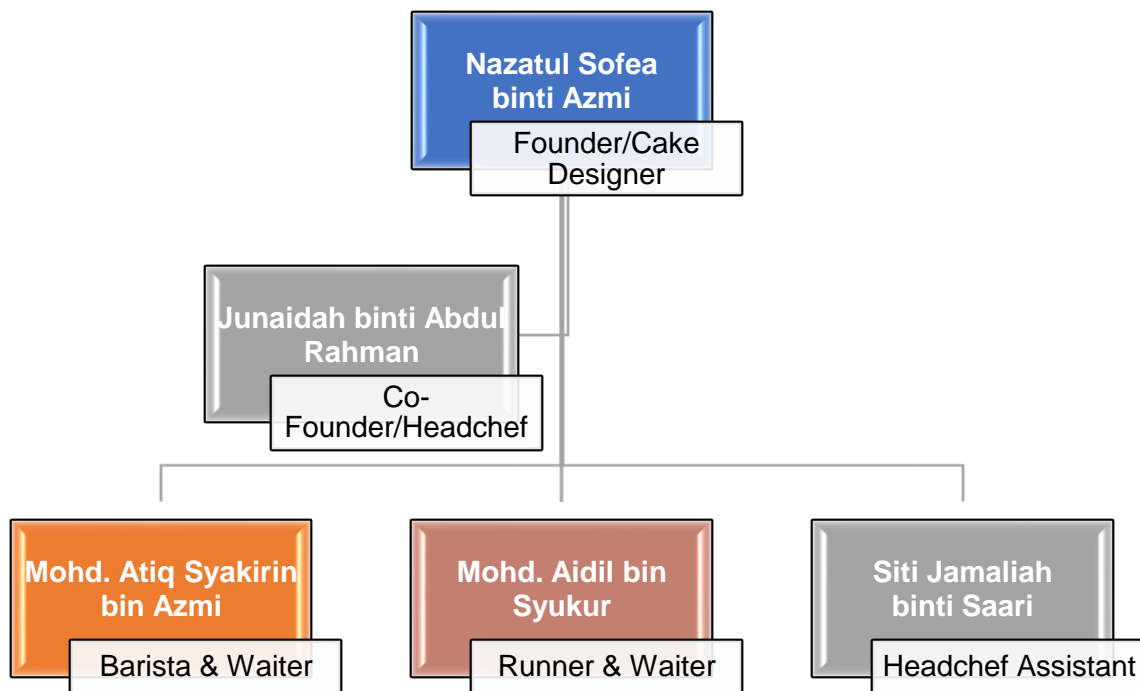 Nazatul Sofea
binti Azmi
Founder/Cake
Designer
Junaidah binti Abdul
Rahman
Co-
Founder/Headchef
Mohd. Atiq Syakirin
bin Azmi
Barista & Waiter
Mohd. Aidil bin
Syukur
Runner & Waiter
Siti Jamaliah
binti Saari
Headchef Assistant